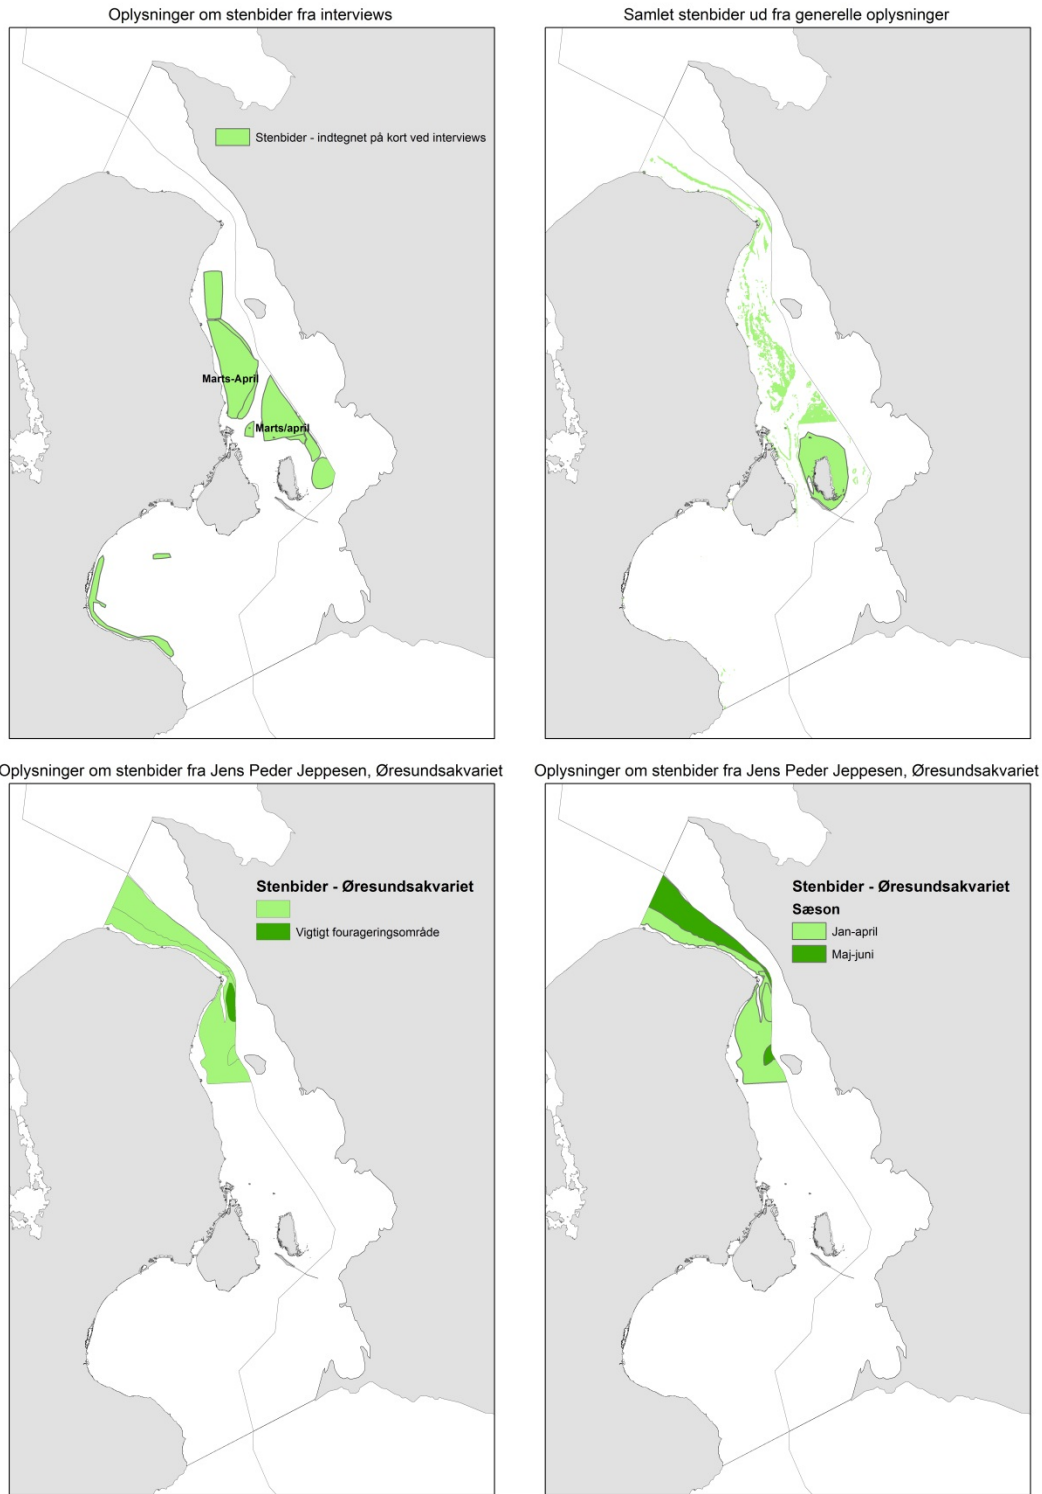 Oplysninger om stenbider fra interviews
Stenbider - indtegnet på kort ved interviews
Marts-April
Marts/april
Samlet stenbider ud fra generelle oplysninger
Oplysninger om stenbider fra Jens Peder Jeppesen, Øresundsakvariet
Stenbider - Øresundsakvariet
Vigtigt fourageringsområde
Oplysninger om stenbider fra Jens Peder Jeppesen, Øresundsakvariet
Stenbider - Øresundsakvariet
Sæson
Jan-april
Maj-juni